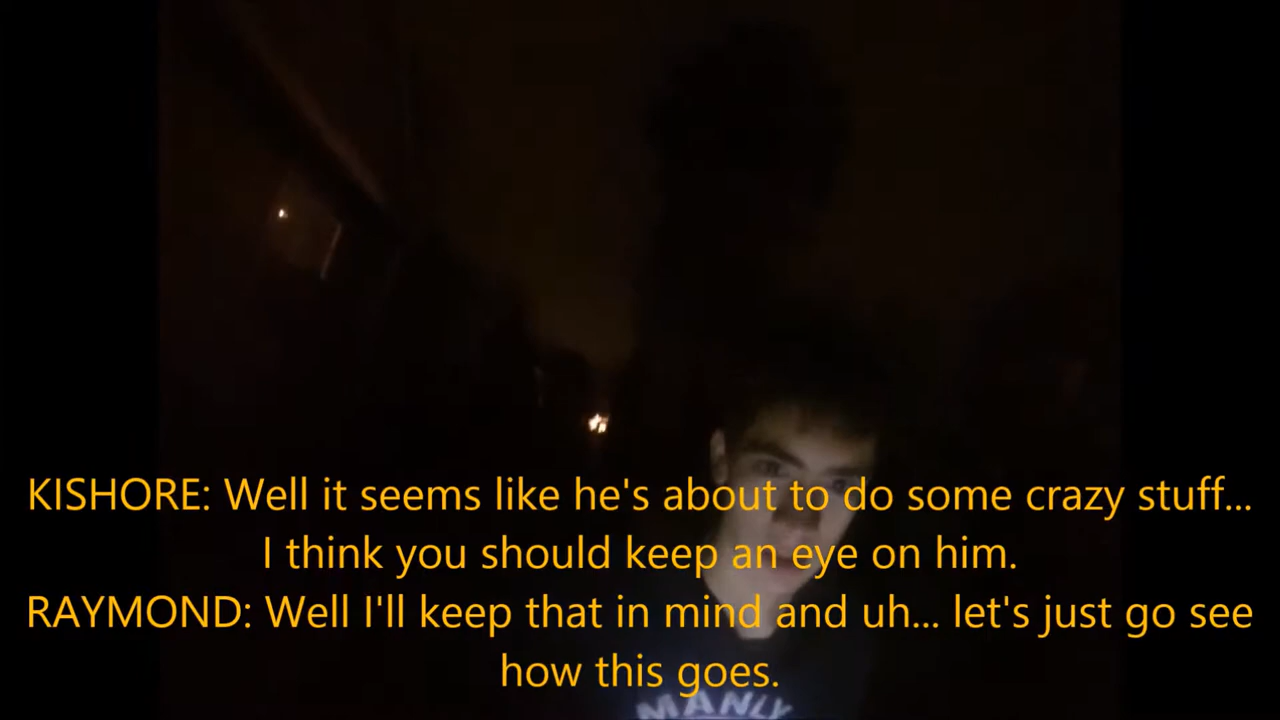 KISHORE: Well it seems like he's about to do some crazy stuff...
I think you should keep an eye on him.
RAYMOND: Well I'll keep that in mind and uh... let's just go see
how this goes.
MANLY